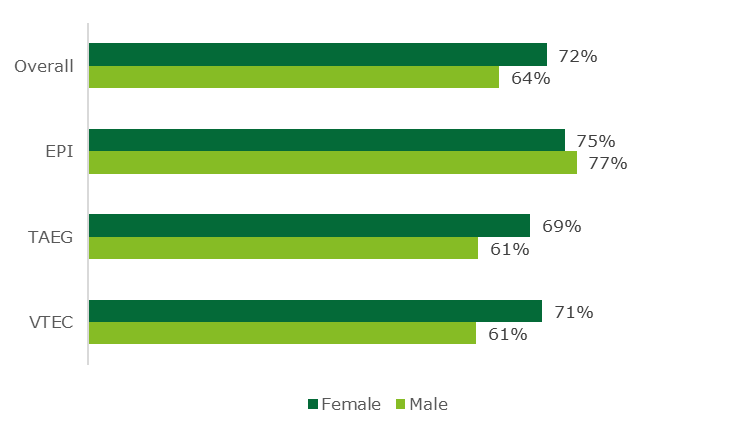 Overall
72%
64%
EPI
75%
77%
TAEG
69%
61%
VTEC
71%
61%
Female Male